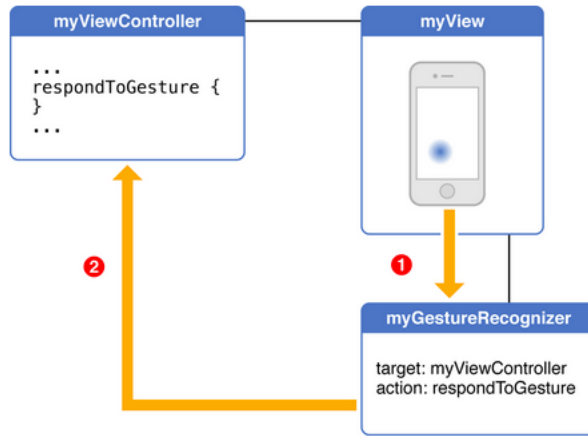 myViewController
...
respondToGesture {
}
...
myView
1
2
myGestureRecognizer
target: myViewController
action: respondToGesture